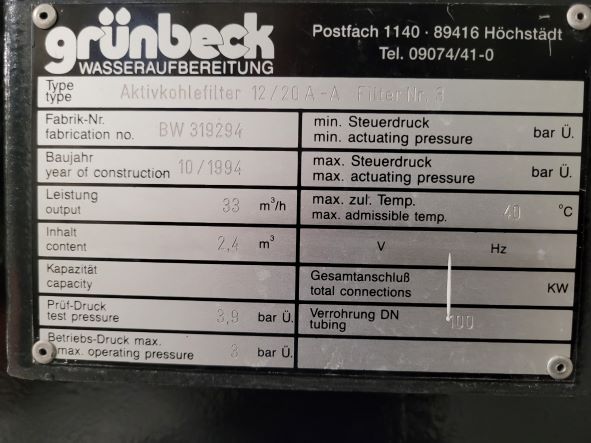 grünbeck
WASSERAUFBEREITUNG
Postfach 1140 · 89416 Höchstädt
Tel. 09074/41-0
Type
type
Aktivkohlefilter 12/20 A-A Filter Nr. 3
Fabrik-Nr.
fabrication no. BW 319294
Baujahr
year of construction 10/1994
Leistung
output 33 m³/h
Inhalt
content 2,4 m³
Kapazität
capacity
Prüf-Druck
test pressure 3,9 bar Ü.
Betriebs-Druck max.
max. operating pressure 3 bar Ü.
min. Steuerdruck
min. actuating pressure bar Ü.
max. Steuerdruck
max. actuating pressure bar Ü.
max. zul. Temp.
max. admissible temp. 40 °C
V Hz
Gesamtanschluß
total connections KW
Verrohrung DN
tubing 100